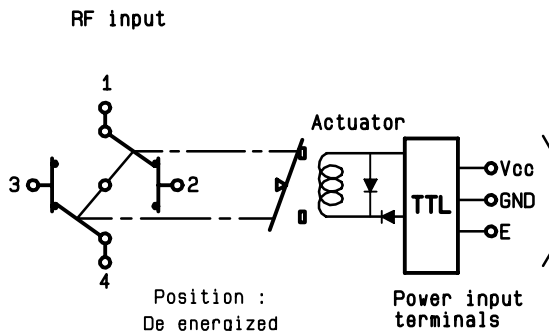 RF input
1
Actuator
3
2
4
TTL
Vcc
GND
E
Position :
De energized
Power input
terminals